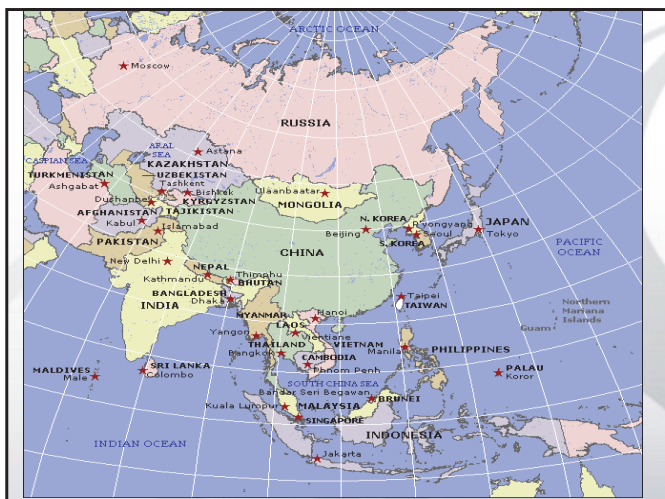 ARCTIC OCEAN
Moscow
RUSSIA
ARAL
SEA
Astana
CASPIAN SEA
KAZAKHSTAN
TURKMENISTAN
UZBEKISTAN
Ashgabat
Tashkent
Bishkek
Ulaanbaatar
Duchanbe
KYRGYZSTAN
MONGOLIA
AFGHANISTAN
TAJIKISTAN
Kabul
Islamabad
N. KOREA
Pyongyang
JAPAN
Beijing
Seoul
Tokyo
PAKISTAN
S. KOREA
PACIFIC
OCEAN
CHINA
New Delhi
NEPAL
Thimphu
Kathmandu
BHUTAN
INDIA
BANGLADESH
Dhaka
Taipei
TAIWAN
Northern
Mariana
Islands
MYANMAR
Hanoi
LAOS
Guam
Yangon
Vientiane
THAILAND
VIETNAM
Bangkok
Manila
PHILIPPINES
CAMBODIA
MALDIVES
Male
SRI LANKA
Colombo
Phnom Penh
PALAU
Koror
SOUTH CHINA SEA
Bandar Seri Begawan
BRUNEI
Kuala Lumpur
MALAYSIA
SINGAPORE
INDONESIA
INDIAN OCEAN
Jakarta